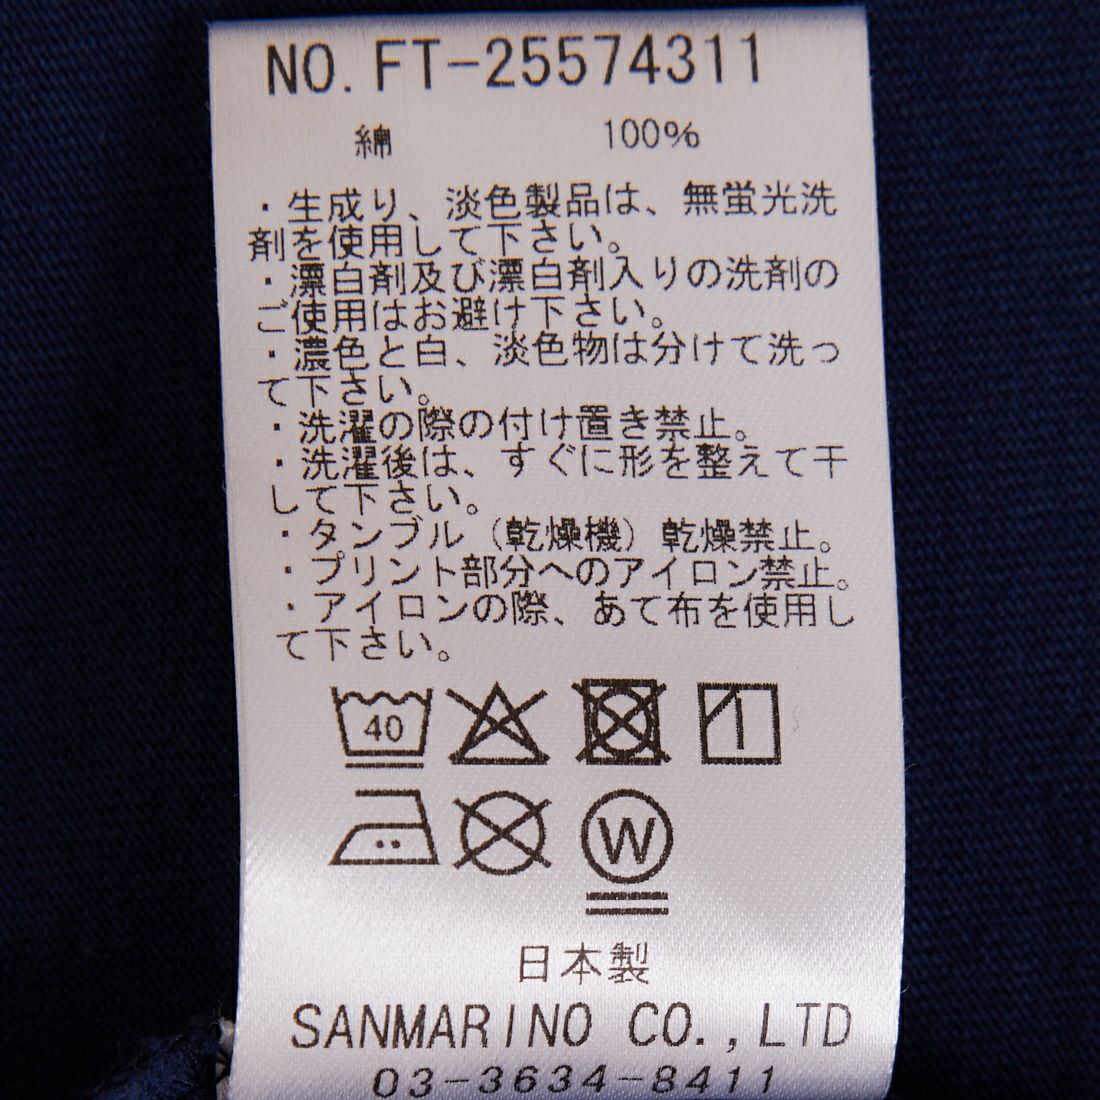 NO. FT-25574311
綿 100%
・生成り、淡色製品は、無蛍光洗
剤を使用して下さい。
・漂白剤及び漂白剤入りの洗剤の
ご使用はお避け下さい。
・濃色と白、淡色物は分けて洗っ
て下さい。
・洗濯の際の付け置き禁止。
・洗濯後は、すぐに形を整えて干
して下さい。
・タンブル（乾燥機）乾燥禁止。
・プリント部分へのアイロン禁止。
・アイロンの際、あて布を使用し
て下さい。
40
W
日本製
SANMARINO CO.,LTD
03-3634-8411